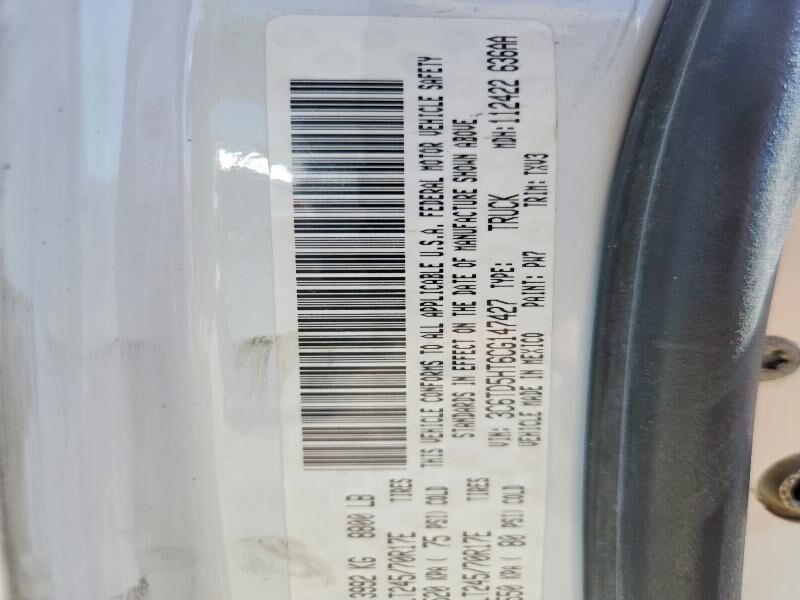 3992 KG 8800 LB
LT245/70R17E TIRES
520 KPA ( 75 PSI) COLD
LT245/70R17E TIRES
550 KPA ( 80 PSI) COLD
THIS VEHICLE CONFORMS TO ALL APPLICABLE U.S.A. FEDERAL MOTOR VEHICLE SAFETY
STANDARDS IN EFFECT ON THE DATE OF MANUFACTURE SHOWN ABOVE.
VIN: 3C6TD5HT6CG147427 TYPE: TRUCK MDH: 112422 636AA
VEHICLE MADE IN MEXICO PAINT: PW7 TRIM: TXV3